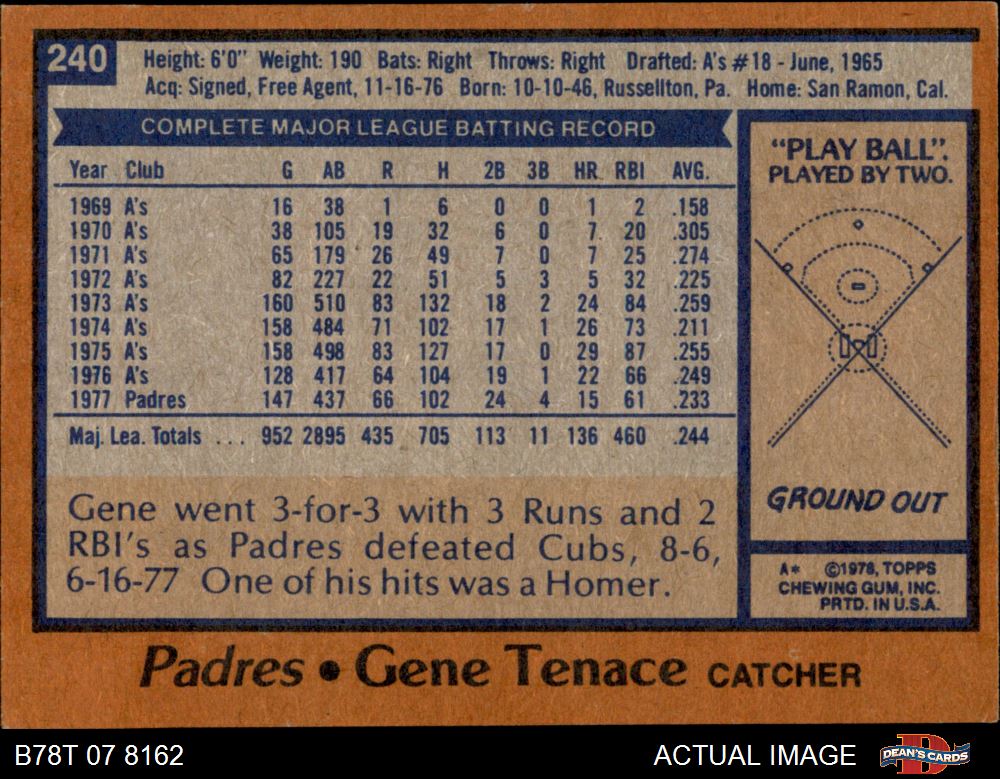 240
Height: 6'0" Weight: 190 Bats: Right Throws: Right Drafted: A's #18 - June, 1965
Acq: Signed, Free Agent, 11-16-76 Born: 10-10-46, Russellton, Pa. Home: San Ramon, Cal.
COMPLETE MAJOR LEAGUE BATTING RECORD
Year Club G AB R H 2B 3B HR RBI AVG.
1969 A's 16 38 1 6 0 0 1 2 .158
1970 A's 38 105 19 32 6 0 7 20 .305
1971 A's 65 179 26 49 7 0 7 25 .274
1972 A's 82 227 22 51 5 3 5 32 .225
1973 A's 160 510 83 132 18 2 24 84 .259
1974 A's 158 484 71 102 17 1 26 73 .211
1975 A's 158 498 83 127 17 0 29 87 .255
1976 A's 128 417 64 104 19 1 22 66 .249
1977 Padres 147 437 66 102 24 4 15 61 .233
Maj. Lea. Totals ... 952 2895 435 705 113 11 136 460 .244
Gene went 3-for-3 with 3 Runs and 2
RBI's as Padres defeated Cubs, 8-6,
6-16-77 One of his hits was a Homer.
"PLAY BALL".
PLAYED BY TWO.
GROUND OUT
A* ©1978, TOPPS
CHEWING GUM, INC.
PRTD. IN U.S.A.
Padres • Gene Tenace CATCHER
B78T 07 8162
ACTUAL IMAGE
D
DEAN'S CARDS